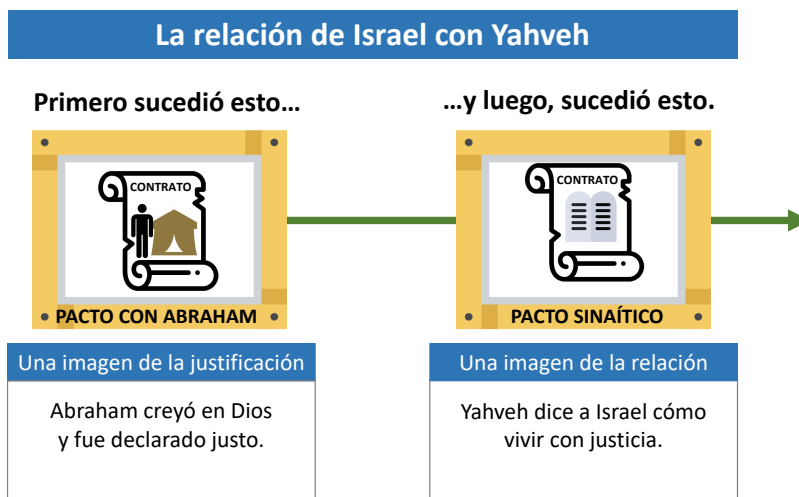 La relación de Israel con Yahveh
Primero sucedió esto…
…y luego, sucedió esto.
CONTRATO
CONTRATO
PACTO CON ABRAHAM
PACTO SINAÍTICO
Una imagen de la justificación
Abraham creyó en Dios
y fue declarado justo.
Una imagen de la relación
Yahveh dice a Israel cómo
vivir con justicia.